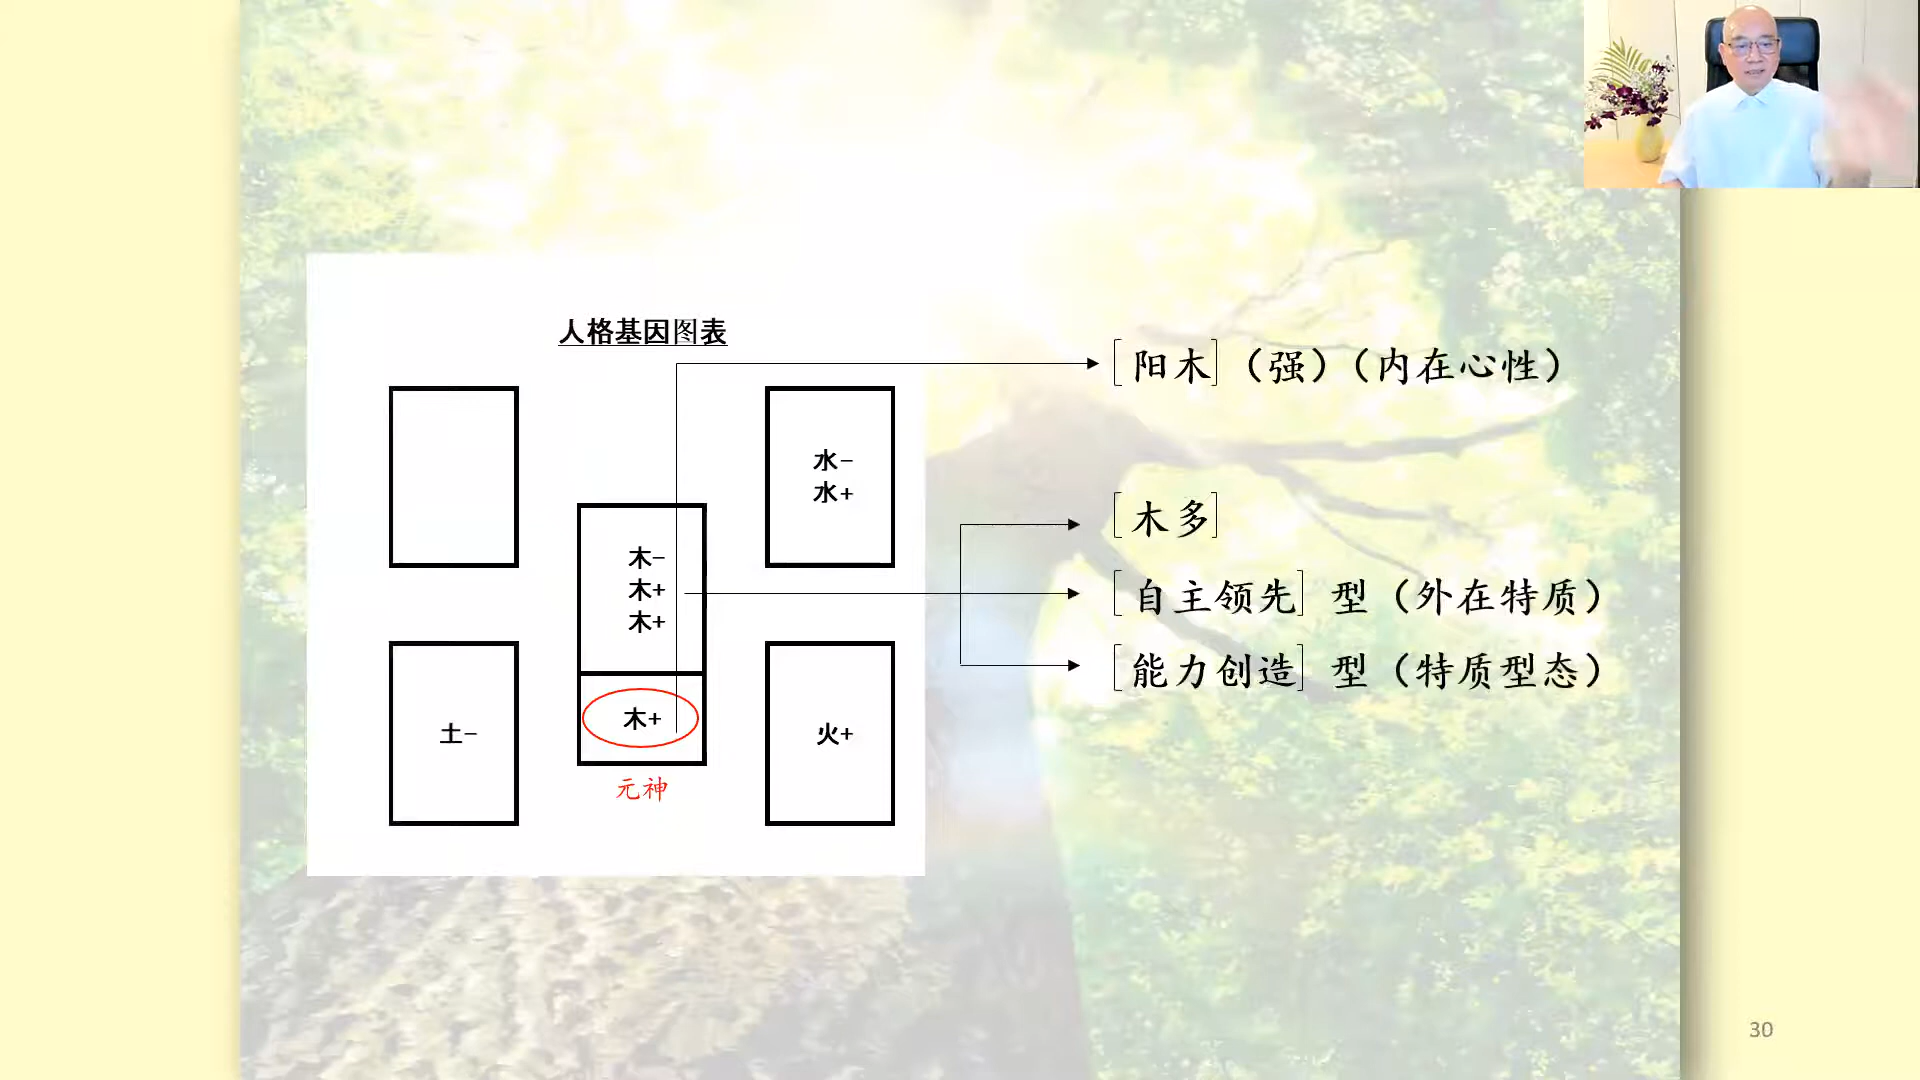 人格基因图表
[阳木]（强）（内在心性）
水-
水+
木-
木+
木+
[木多]
[自主领先] 型（外在特质）
[能力创造] 型（特质型态）
土-
木+
火+
元神
30